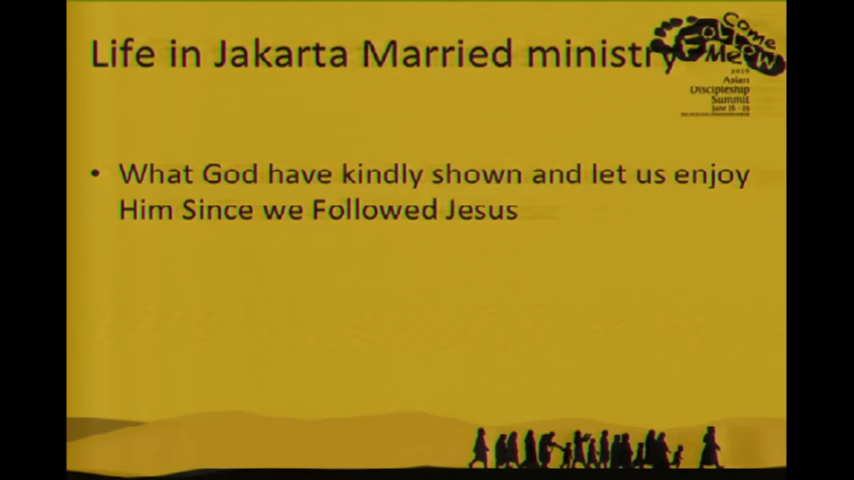 Life in Jakarta Married ministry
Come
Follow
Me
Asian
Discipleship
Summit
• What God have kindly shown and let us enjoy
Him Since we Followed Jesus